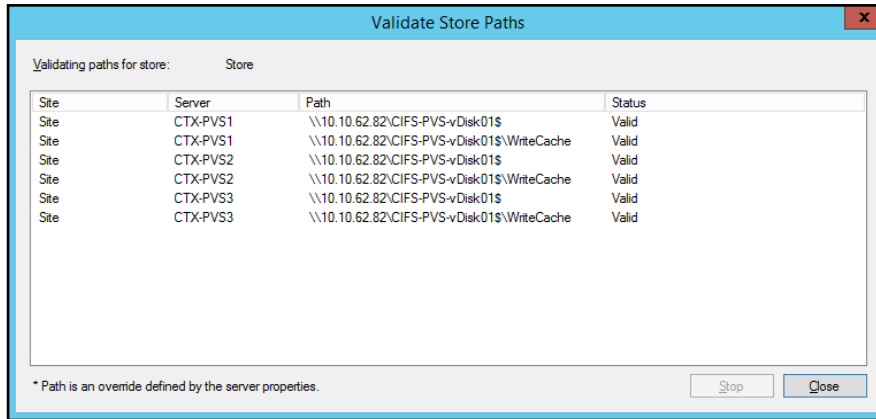 Validate Store Paths
x
Validating paths for store: Store
Site Server Path Status
Site CTX-PVS1 \\10.10.62.82\CIFS-PVS-vDisk01$ Valid
Site CTX-PVS1 \\10.10.62.82\CIFS-PVS-vDisk01$\WriteCache Valid
Site CTX-PVS2 \\10.10.62.82\CIFS-PVS-vDisk01$ Valid
Site CTX-PVS2 \\10.10.62.82\CIFS-PVS-vDisk01$\WriteCache Valid
Site CTX-PVS3 \\10.10.62.82\CIFS-PVS-vDisk01$ Valid
Site CTX-PVS3 \\10.10.62.82\CIFS-PVS-vDisk01$\WriteCache Valid
* Path is an override defined by the server properties. Stop Close